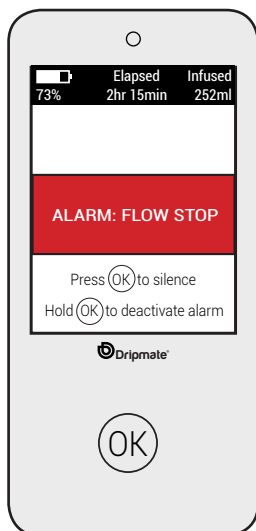 Elapsed Infused
73% 2hr 15min 252ml
ALARM: FLOW STOP
Press OK to silence
Hold OK to deactivate alarm
Dripmate®
OK